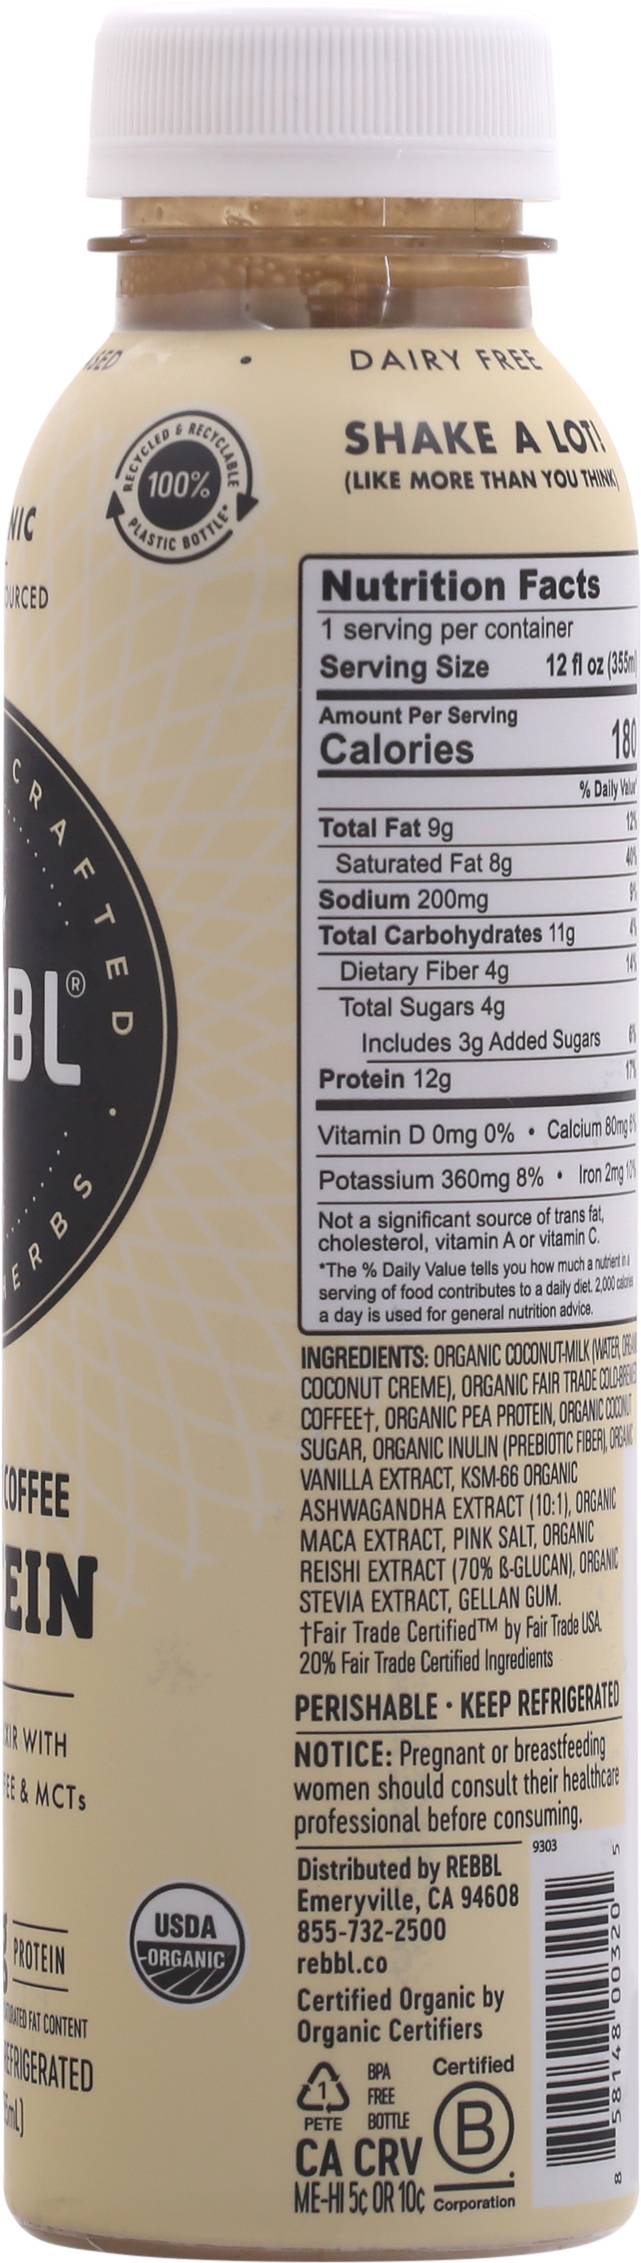 DAIRY FREE
RECYCLED & RECYCLABLE
100%
PLASTIC BOTTLE*
SHAKE A LOT!
(LIKE MORE THAN YOU THINK)
CRAFTED
BL®
HERBS
COFFEE
EIN
WITH
& MCTs
PROTEIN
FAT CONTENT
REFRIGERATED
USDA
ORGANIC
Nutrition Facts
1 serving per container
Serving Size 12 fl oz (355ml
Amount Per Serving
Calories 180
% Daily Value*
Total Fat 9g 12%
Saturated Fat 8g 40%
Sodium 200mg 9%
Total Carbohydrates 11g 4%
Dietary Fiber 4g 14%
Total Sugars 4g
Includes 3g Added Sugars 6%
Protein 12g 17%
Vitamin D 0mg 0% • Calcium 80mg 6%
Potassium 360mg 8% • Iron 2mg 10%
Not a significant source of trans fat,
cholesterol, vitamin A or vitamin C.
*The % Daily Value tells you how much a nutrient in a
serving of food contributes to a daily diet. 2,000 calories
a day is used for general nutrition advice.
INGREDIENTS: ORGANIC COCONUT-MILK (WATER, ORGANIC
COCONUT CREME), ORGANIC FAIR TRADE COLD-BREWED
COFFEE†, ORGANIC PEA PROTEIN, ORGANIC COCONUT
SUGAR, ORGANIC INULIN (PREBIOTIC FIBER), ORGANIC
VANILLA EXTRACT, KSM-66 ORGANIC
ASHWAGANDHA EXTRACT (10:1), ORGANIC
MACA EXTRACT, PINK SALT, ORGANIC
REISHI EXTRACT (70% ß-GLUCAN), ORGANIC
STEVIA EXTRACT, GELLAN GUM.
†Fair Trade Certified™ by Fair Trade USA.
20% Fair Trade Certified Ingredients
PERISHABLE · KEEP REFRIGERATED
NOTICE: Pregnant or breastfeeding
women should consult their healthcare
professional before consuming.
Distributed by REBBL
Emeryville, CA 94608
855-732-2500
rebbl.co
Certified Organic by
Organic Certifiers
1
PETE
BPA
FREE
BOTTLE
CA CRV
ME-HI 5¢ OR 10¢
Certified
B
Corporation
9303
8 58148 00320 5